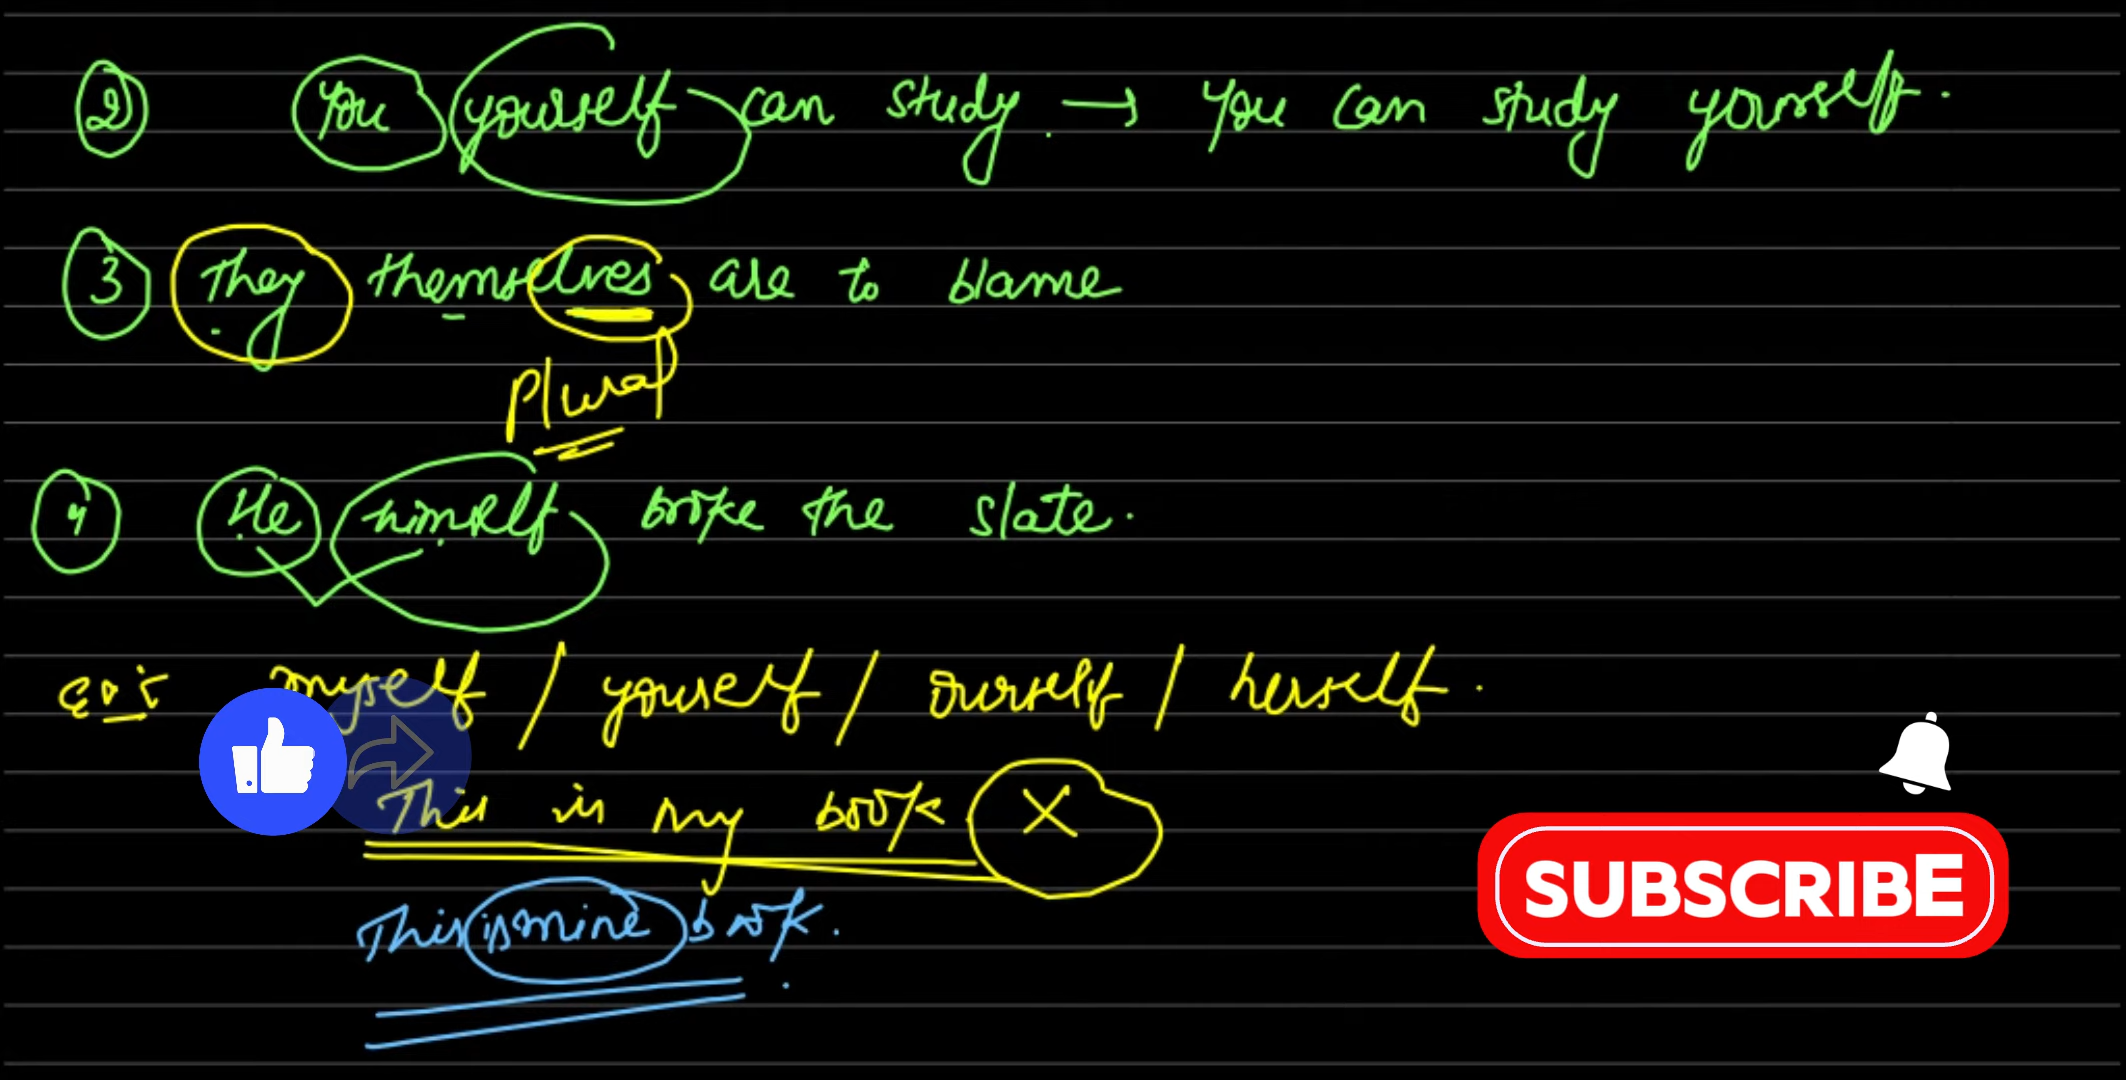 2 You yourself can study. → You can study yourself.
3 They themselves are to blame
Plural
4 He himself broke the slate.
myself / yourself / ourself / herself.
This is my book X
This is mine book.
SUBSCRIBE